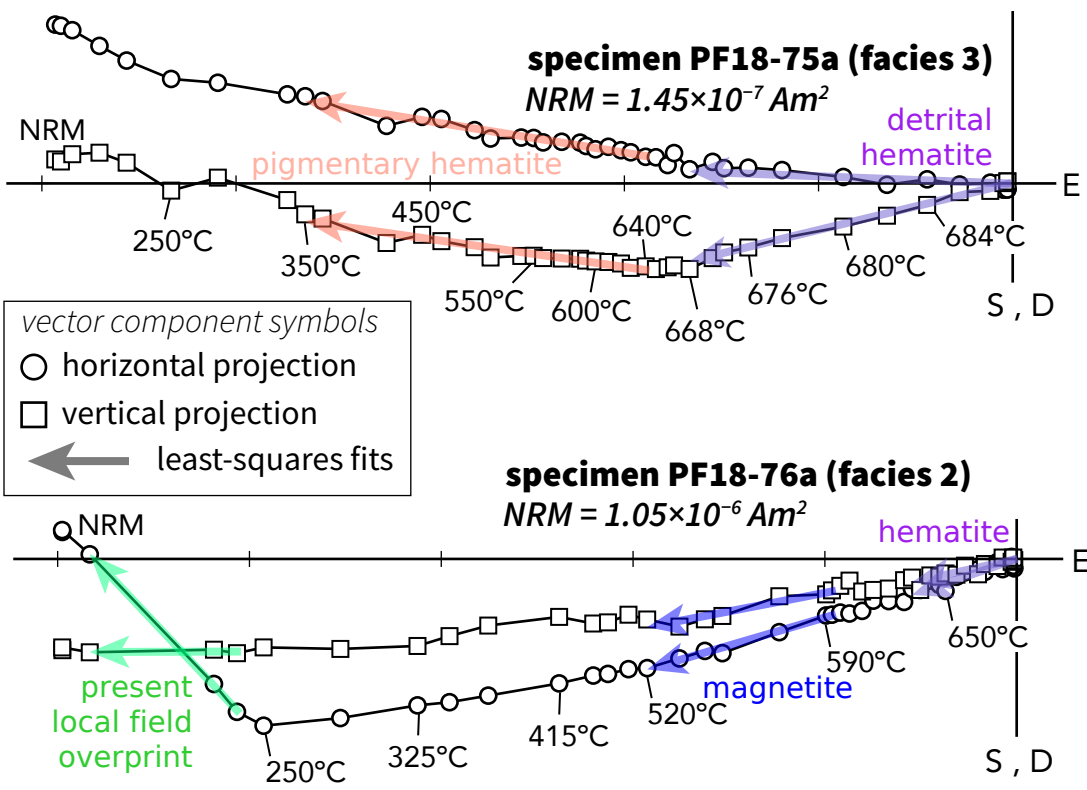 specimen PF18-75a (facies 3)
NRM = 1.45×10⁻⁷ Am²
NRM
detrital
hematite
pigmentary hematite
E
250°C
350°C
450°C
550°C
600°C
640°C
668°C
676°C
680°C
684°C
S , D
vector component symbols
horizontal projection
vertical projection
least-squares fits
specimen PF18-76a (facies 2)
NRM = 1.05×10⁻⁶ Am²
NRM
hematite
E
present
local field
overprint
magnetite
250°C
325°C
415°C
520°C
590°C
650°C
S , D